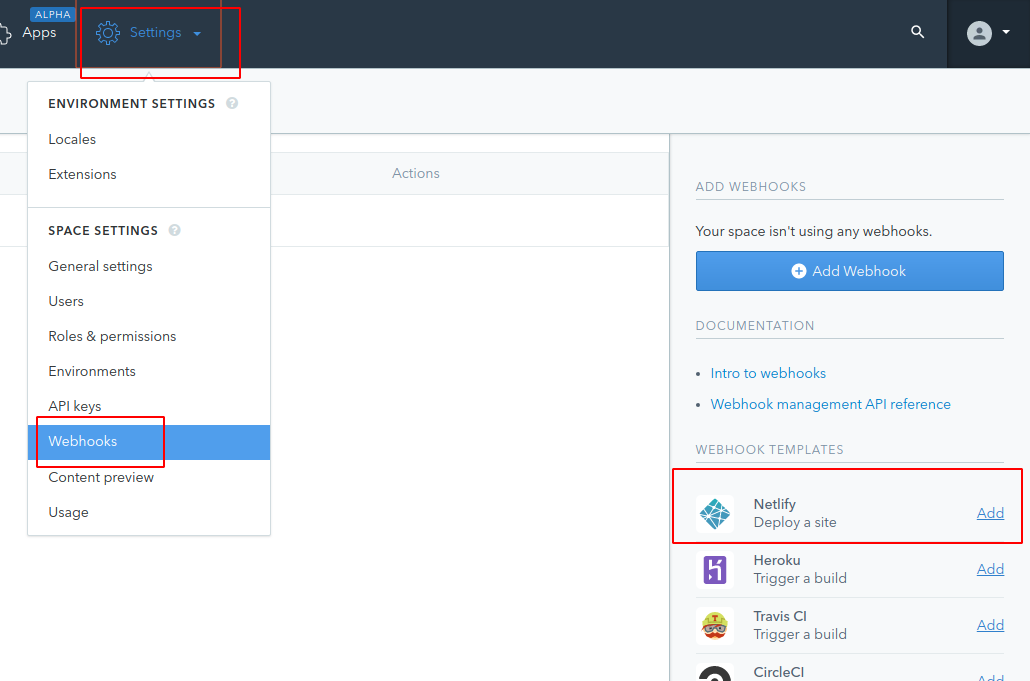 ALPHA
Apps
Settings
ENVIRONMENT SETTINGS ?
Locales
Extensions
SPACE SETTINGS ?
General settings
Users
Roles & permissions
Environments
API keys
Webhooks
Content preview
Usage
Actions
ADD WEBHOOKS
Your space isn't using any webhooks.
Add Webhook
DOCUMENTATION
• Intro to webhooks
• Webhook management API reference
WEBHOOK TEMPLATES
Netlify
Deploy a site
Add
Heroku
Trigger a build
Add
Travis CI
Trigger a build
Add
CircleCI
Add